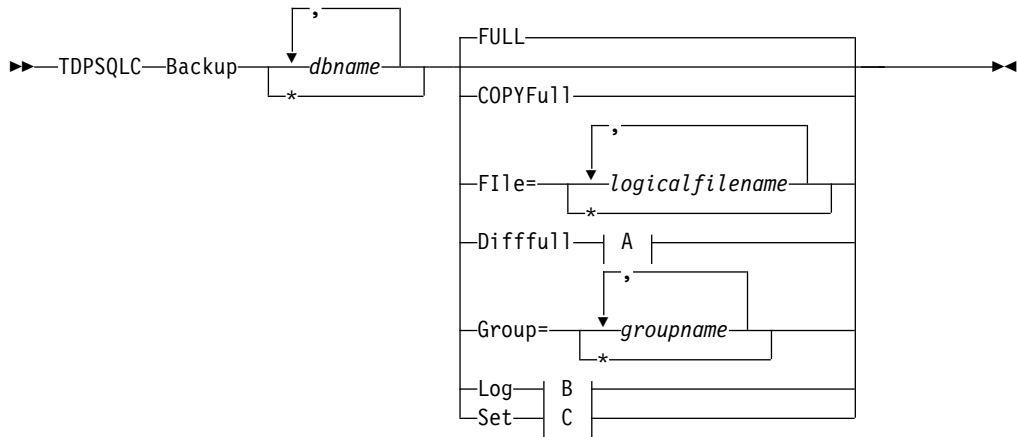 ,
FULL
TDPSQLC Backup dbname
*
COPYFull
,
FIle= logicalfilename
*
Difffull A
,
Group= groupname
*
Log B
Set C